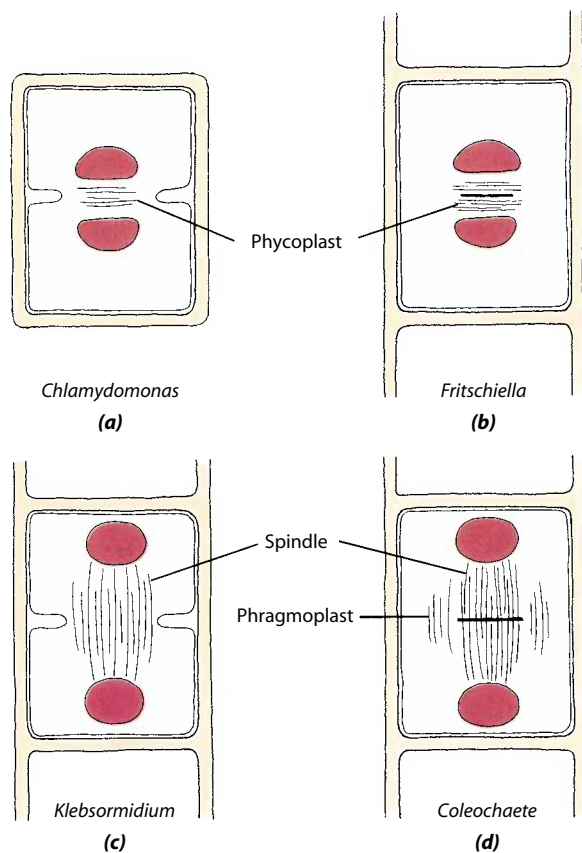 Phycoplast
Chlamydomonas
(a)
Fritschiella
(b)
Spindle
Phragmoplast
Klebsormidium
(c)
Coleochaete
(d)